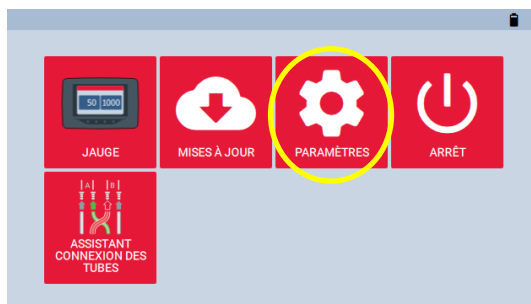 50 1000
JAUGE
MISES À JOUR
PARAMÈTRES
ARRÊT
|A| |B|
ASSISTANT
CONNEXION DES
TUBES